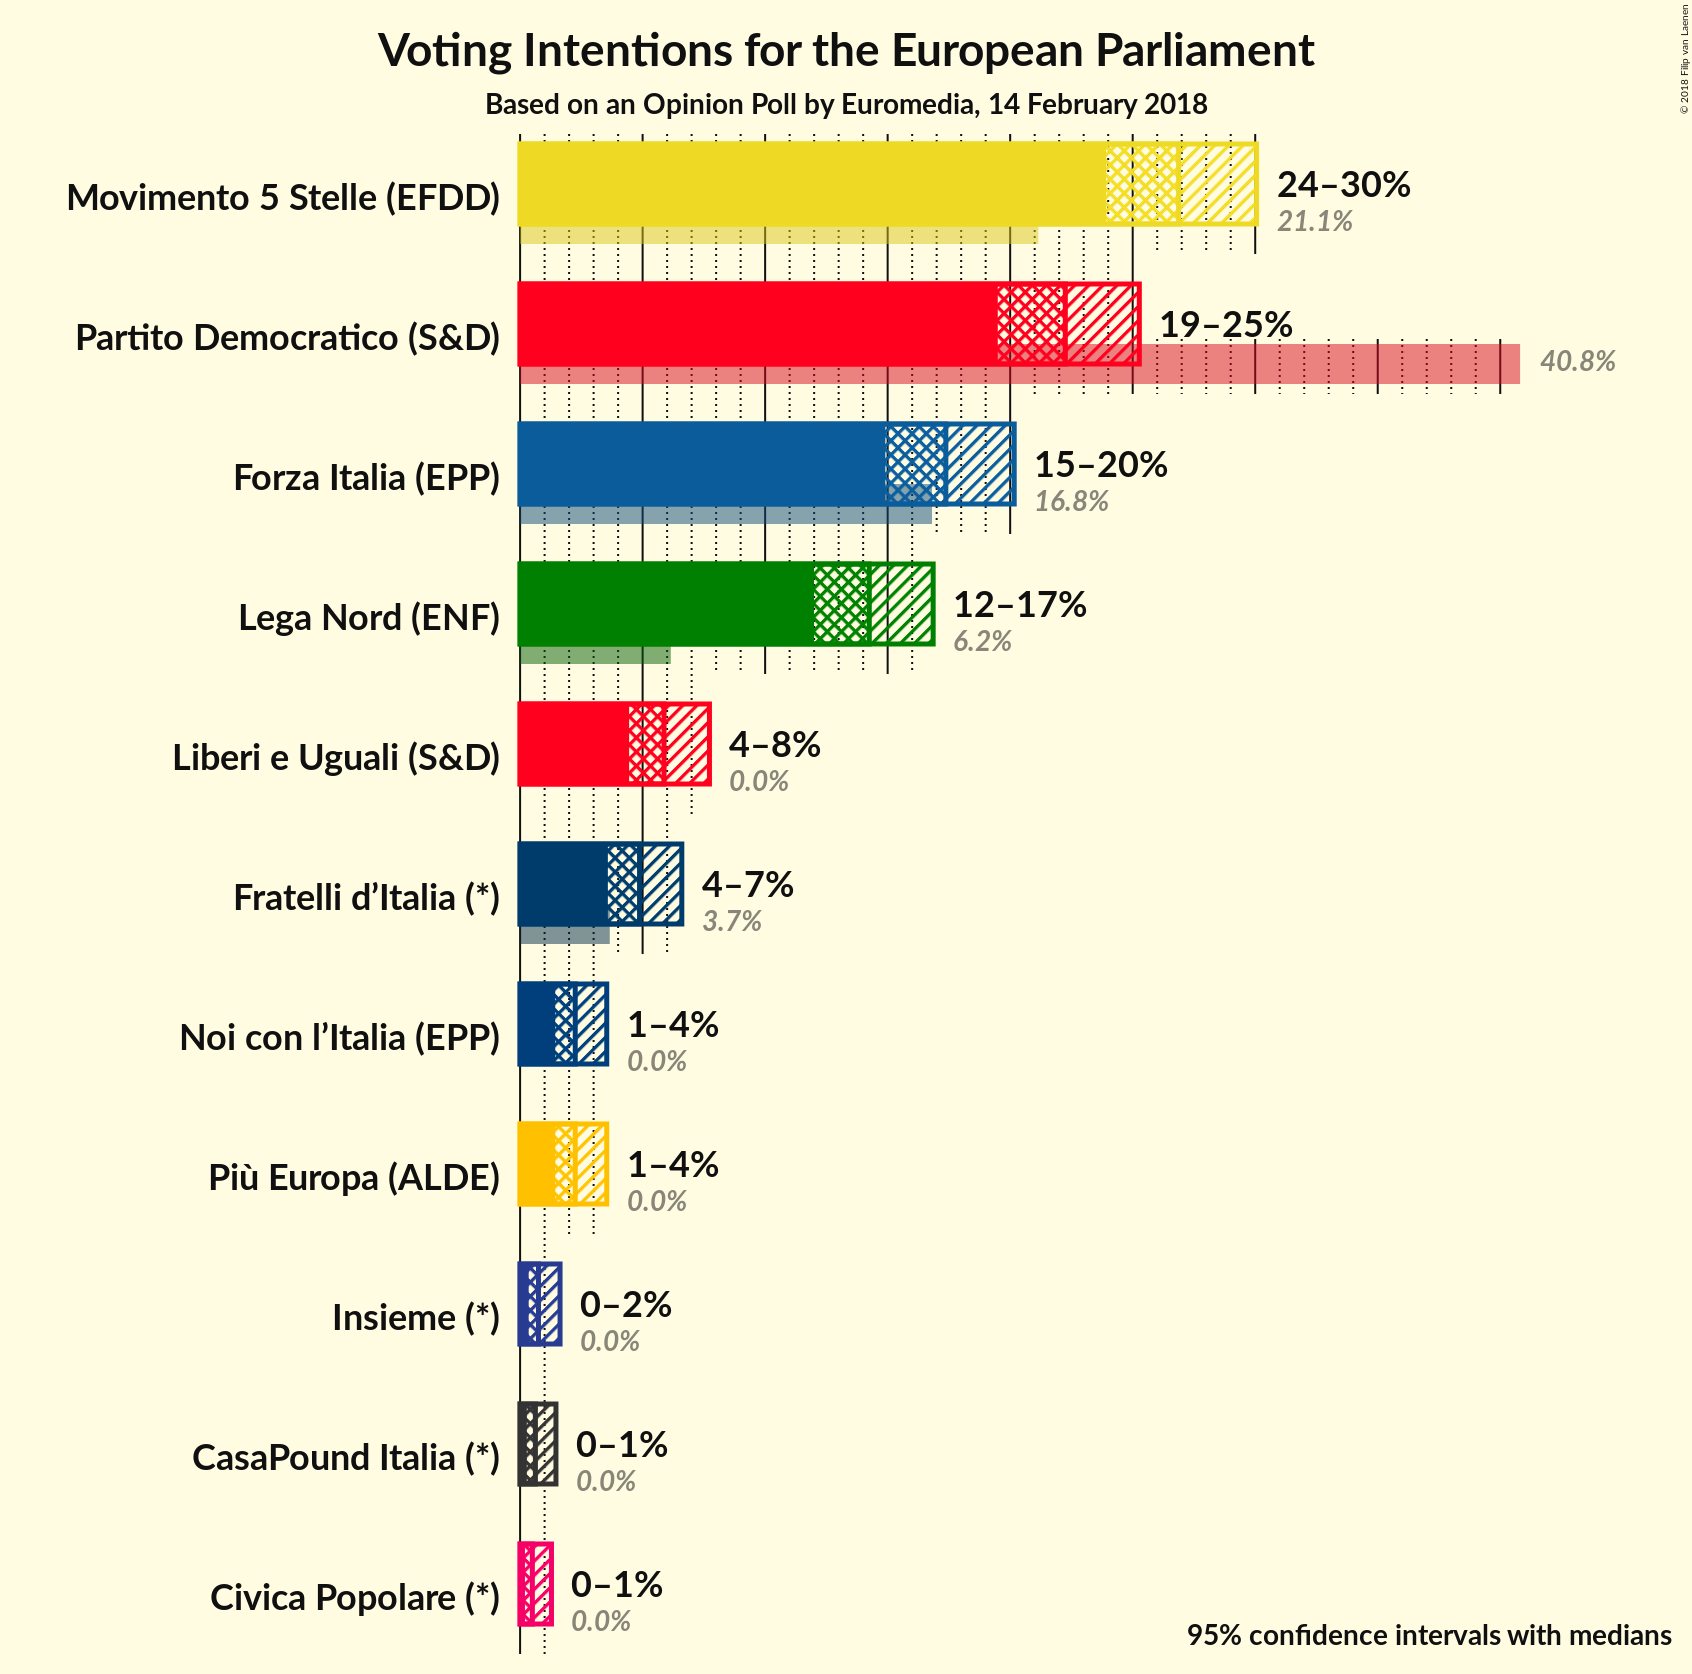 © 2018 Filip van Laenen
Voting Intentions for the European Parliament
Based on an Opinion Poll by Euromedia, 14 February 2018
Movimento 5 Stelle (EFDD)
24–30%
21.1%
Partito Democratico (S&D)
19–25%
40.8%
Forza Italia (EPP)
15–20%
16.8%
Lega Nord (ENF)
12–17%
6.2%
Liberi e Uguali (S&D)
4–8%
0.0%
Fratelli d’Italia (*)
4–7%
3.7%
Noi con l’Italia (EPP)
1–4%
0.0%
Più Europa (ALDE)
1–4%
0.0%
Insieme (*)
0–2%
0.0%
CasaPound Italia (*)
0–1%
0.0%
Civica Popolare (*)
0–1%
0.0%
95% confidence intervals with medians